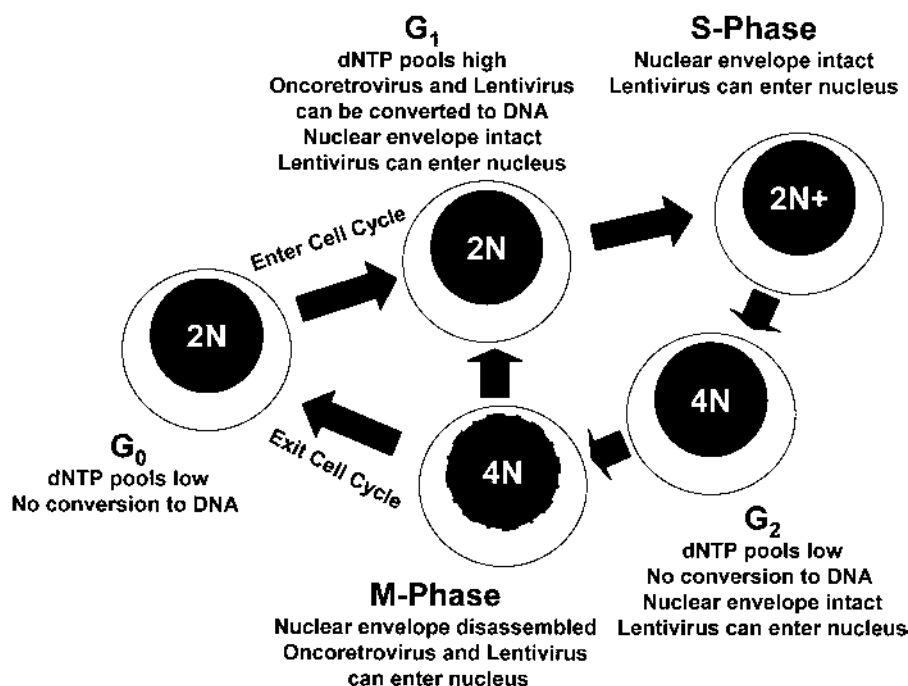 G₁
dNTP pools high
Oncoretrovirus and Lentivirus
can be converted to DNA
Nuclear envelope intact
Lentivirus can enter nucleus
S-Phase
Nuclear envelope intact
Lentivirus can enter nucleus
2N+
Enter Cell Cycle
2N
2N
4N
4N
Exit Cell Cycle
G₀
dNTP pools low
No conversion to DNA
M-Phase
Nuclear envelope disassembled
Oncoretrovirus and Lentivirus
can enter nucleus
G₂
dNTP pools low
No conversion to DNA
Nuclear envelope intact
Lentivirus can enter nucleus